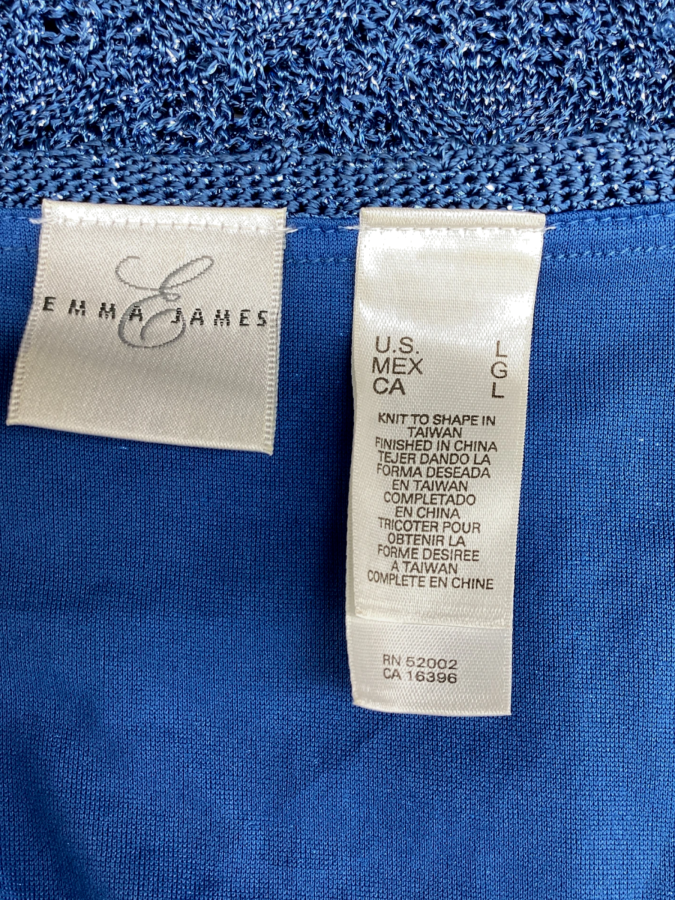 EMMA JAMES
U.S. L
MEX G
CA L
KNIT TO SHAPE IN
TAIWAN
FINISHED IN CHINA
TEJER DANDO LA
FORMA DESEADA
EN TAIWAN
COMPLETADO
EN CHINA
TRICOTER POUR
OBTENIR LA
FORME DESIREE
A TAIWAN
COMPLETE EN CHINE
RN 52002
CA 16396